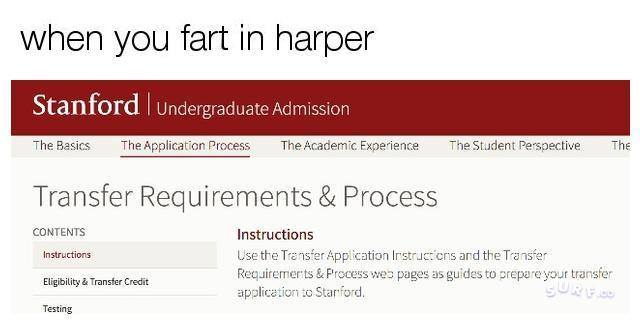 when you fart in harper
Stanford | Undergraduate Admission
The Basics The Application Process The Academic Experience The Student Perspective The
Transfer Requirements & Process
CONTENTS
Instructions
Eligibility & Transfer Credit
Testing
Instructions
Use the Transfer Application Instructions and the Transfer
Requirements & Process web pages as guides to prepare your transfer
application to Stanford.
SURF.co